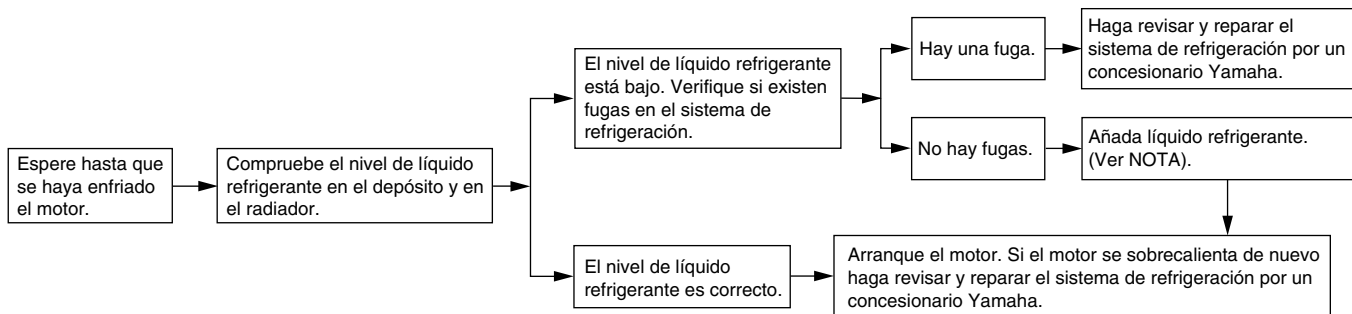 Espere hasta que
se haya enfriado
el motor.
Compruebe el nivel de líquido
refrigerante en el depósito y en
el radiador.
El nivel de líquido refrigerante
está bajo. Verifique si existen
fugas en el sistema de
refrigeración.
Hay una fuga.
Haga revisar y reparar el
sistema de refrigeración por un
concesionario Yamaha.
No hay fugas.
Añada líquido refrigerante.
(Ver NOTA).
El nivel de líquido
refrigerante es correcto.
Arranque el motor. Si el motor se sobrecalienta de nuevo
haga revisar y reparar el sistema de refrigeración por un
concesionario Yamaha.